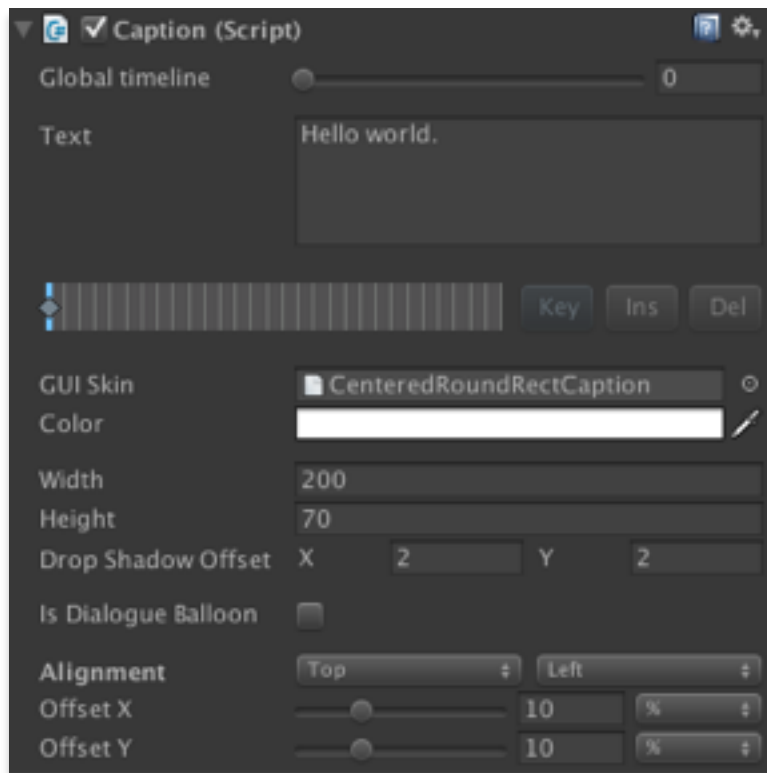 Caption (Script)
Global timeline 0
Text Hello world.
Key Ins Del
GUI Skin CenteredRoundRectCaption
Color
Width 200
Height 70
Drop Shadow Offset X 2 Y 2
Is Dialogue Balloon
Alignment Top Left
Offset X 10 %
Offset Y 10 %